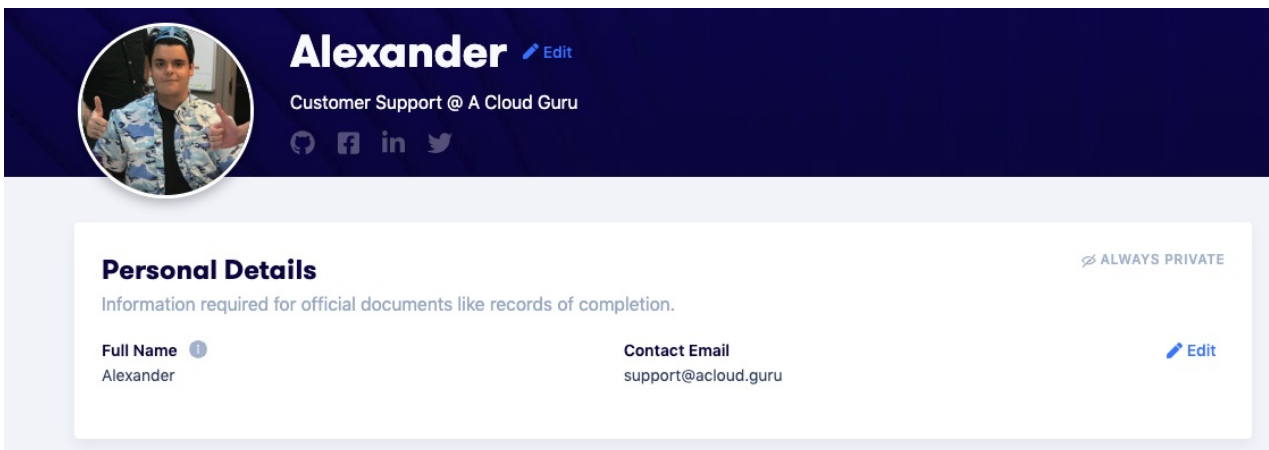 Alexander Edit
Customer Support @ A Cloud Guru
Personal Details
ALWAYS PRIVATE
Information required for official documents like records of completion.
Full Name
Contact Email
Edit
Alexander
support@acloud.guru